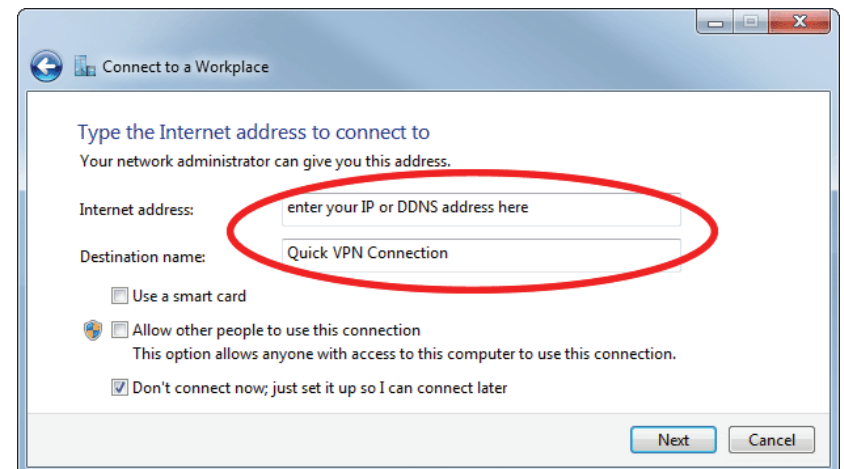 Connect to a Workplace
Type the Internet address to connect to
Your network administrator can give you this address.
Internet address: enter your IP or DDNS address here
Destination name: Quick VPN Connection
Use a smart card
Allow other people to use this connection
This option allows anyone with access to this computer to use this connection.
Don't connect now; just set it up so I can connect later
Next Cancel